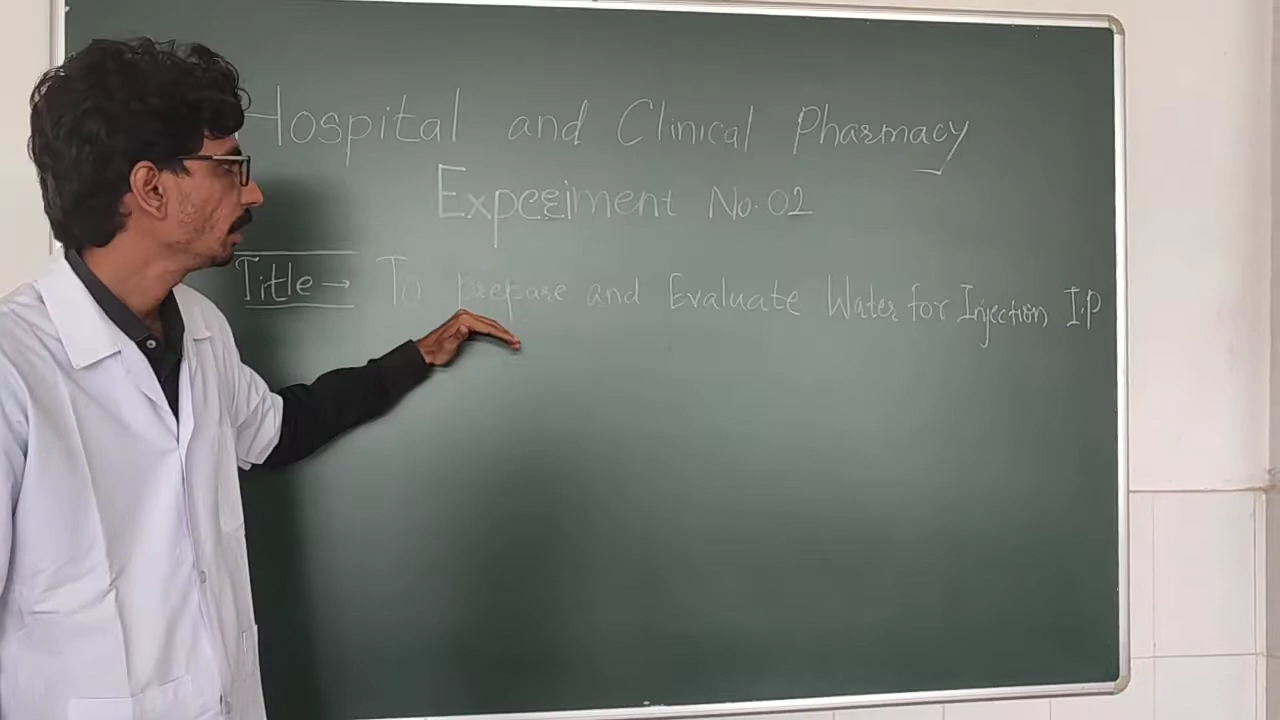 Hospital and Clinical Pharmacy
Experiment No. 02
Title → To prepare and Evaluate Water for Injection I.P